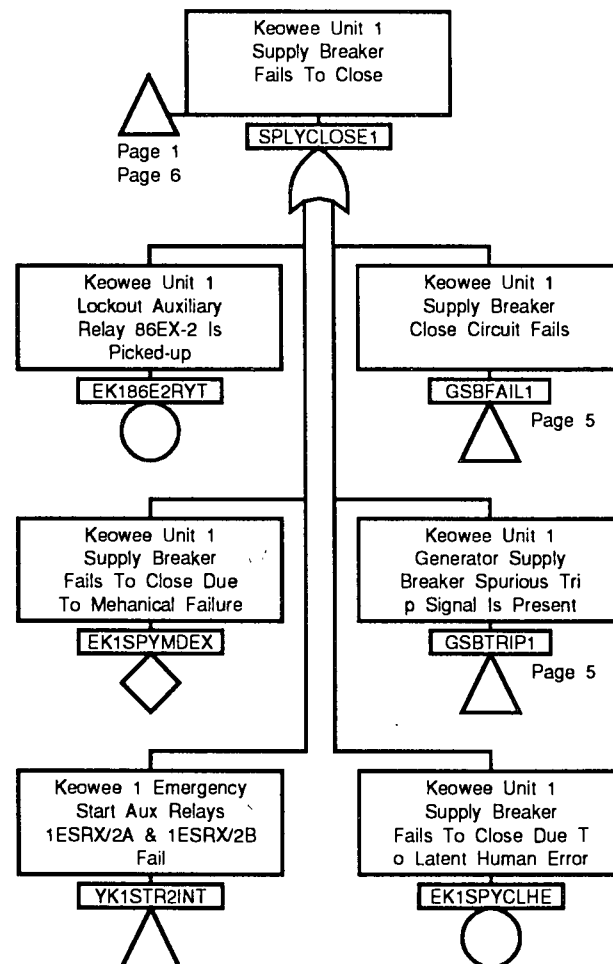 Keowee Unit 1
Supply Breaker
Fails To Close
SPLYCLOSE1
Page 1
Page 6
Keowee Unit 1
Lockout Auxiliary
Relay 86EX-2 Is
Picked-up
EK186E2RYT
Keowee Unit 1
Supply Breaker
Close Circuit Fails
GSBFAIL1
Page 5
Keowee Unit 1
Supply Breaker
Fails To Close Due
To Mehanical Failure
EK1SPYMDEX
Keowee Unit 1
Generator Supply
Breaker Spurious Tri
p Signal Is Present
GSBTRIP1
Page 5
Keowee 1 Emergency
Start Aux Relays
1ESRX/2A & 1ESRX/2B
Fail
YK1STR2INT
Keowee Unit 1
Supply Breaker
Fails To Close Due T
o Latent Human Error
EK1SPYCLHE